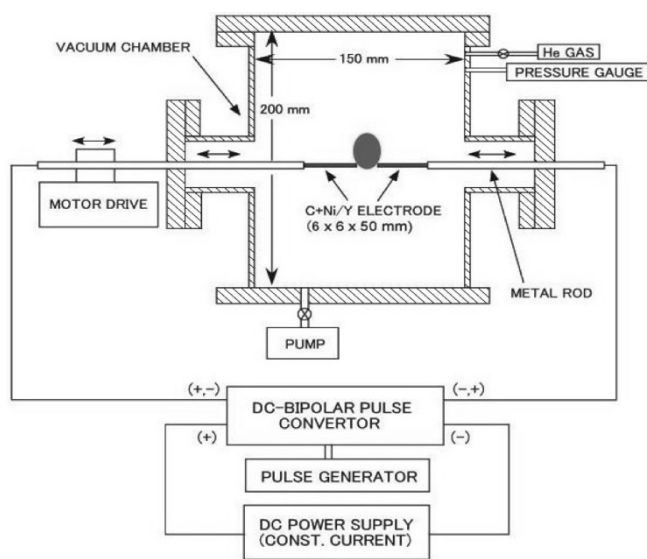 VACUUM CHAMBER
150 mm
He GAS
PRESSURE GAUGE
200 mm
MOTOR DRIVE
C+Ni/Y ELECTRODE
(6 x 6 x 50 mm)
METAL ROD
PUMP
(+,-)
(-,+)
DC-BIPOLAR PULSE
CONVERTOR
(+)
(-)
PULSE GENERATOR
DC POWER SUPPLY
(CONST. CURRENT)